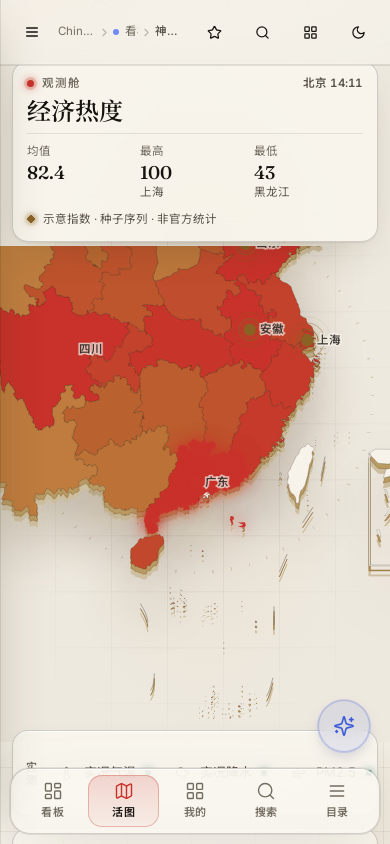 Chin... 看 神...
观测舱 北京 14:11
经济热度
均值 最高 最低
82.4 100 43
上海 黑龙江
示意指数 · 种子序列 · 非官方统计
安徽
上海
四川
广东
看板 活图 我的 搜索 目录